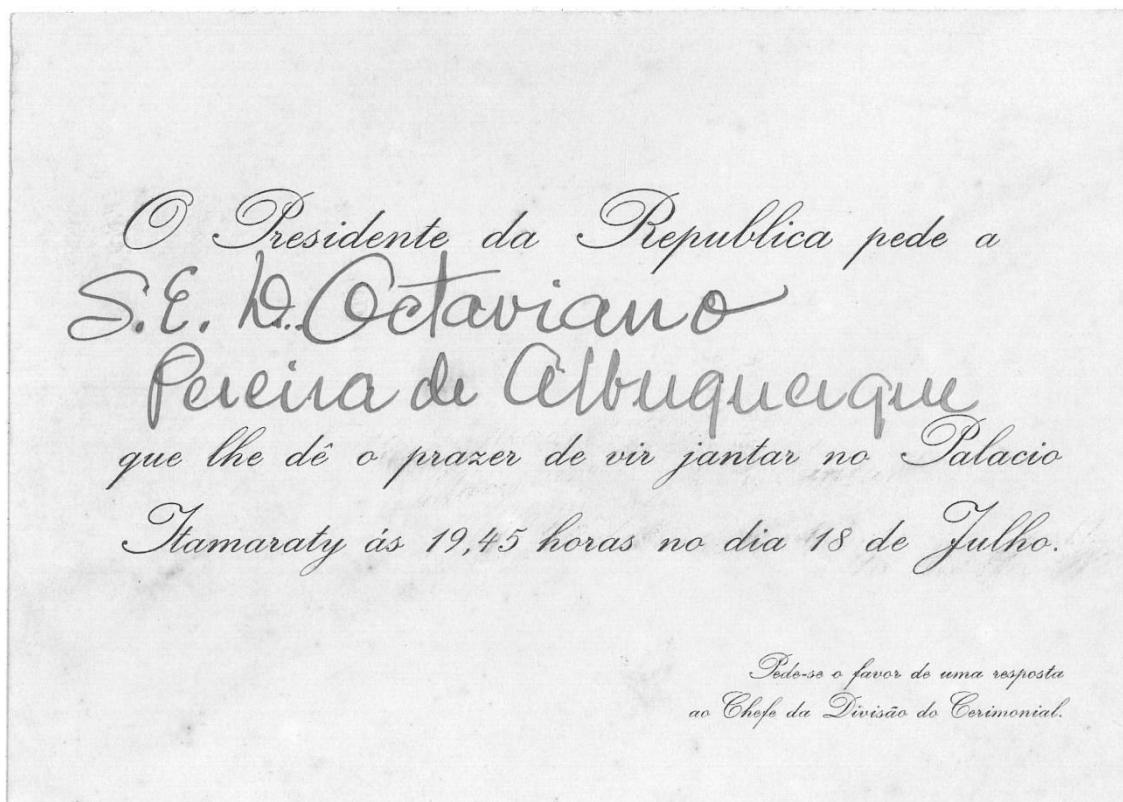 O Presidente da Republica pede a
S.E. D. Octaviano
Pereira de Albuquerque
que lhe dê o prazer de vir jantar no Palacio
Itamaraty ás 19,45 horas no dia 18 de Julho.
Pede-se o favor de uma resposta
ao Chefe da Divisão do Cerimonial.